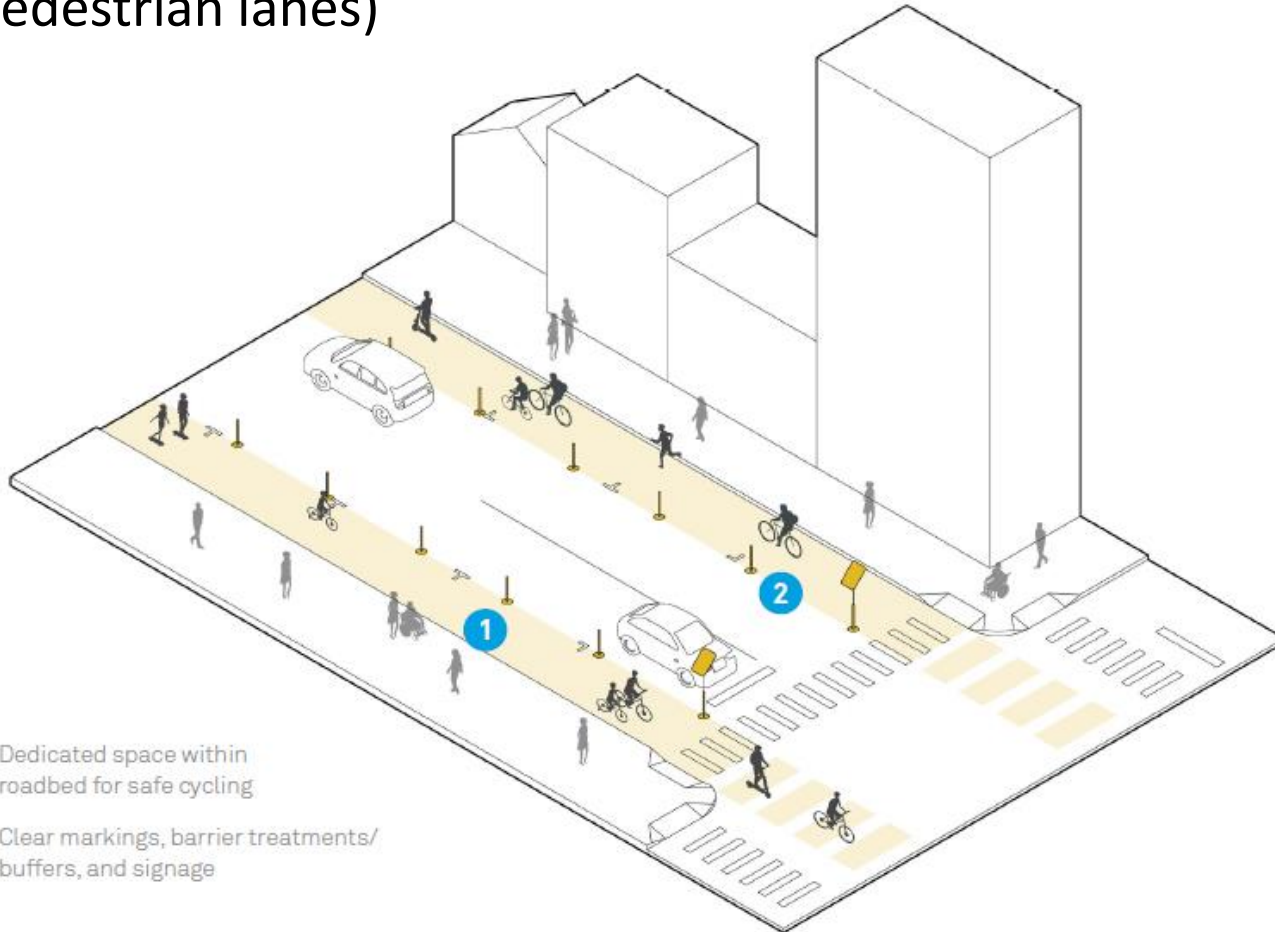 edestrian lanes)
2
1
Dedicated space within
roadbed for safe cycling
Clear markings, barrier treatments/
buffers, and signage